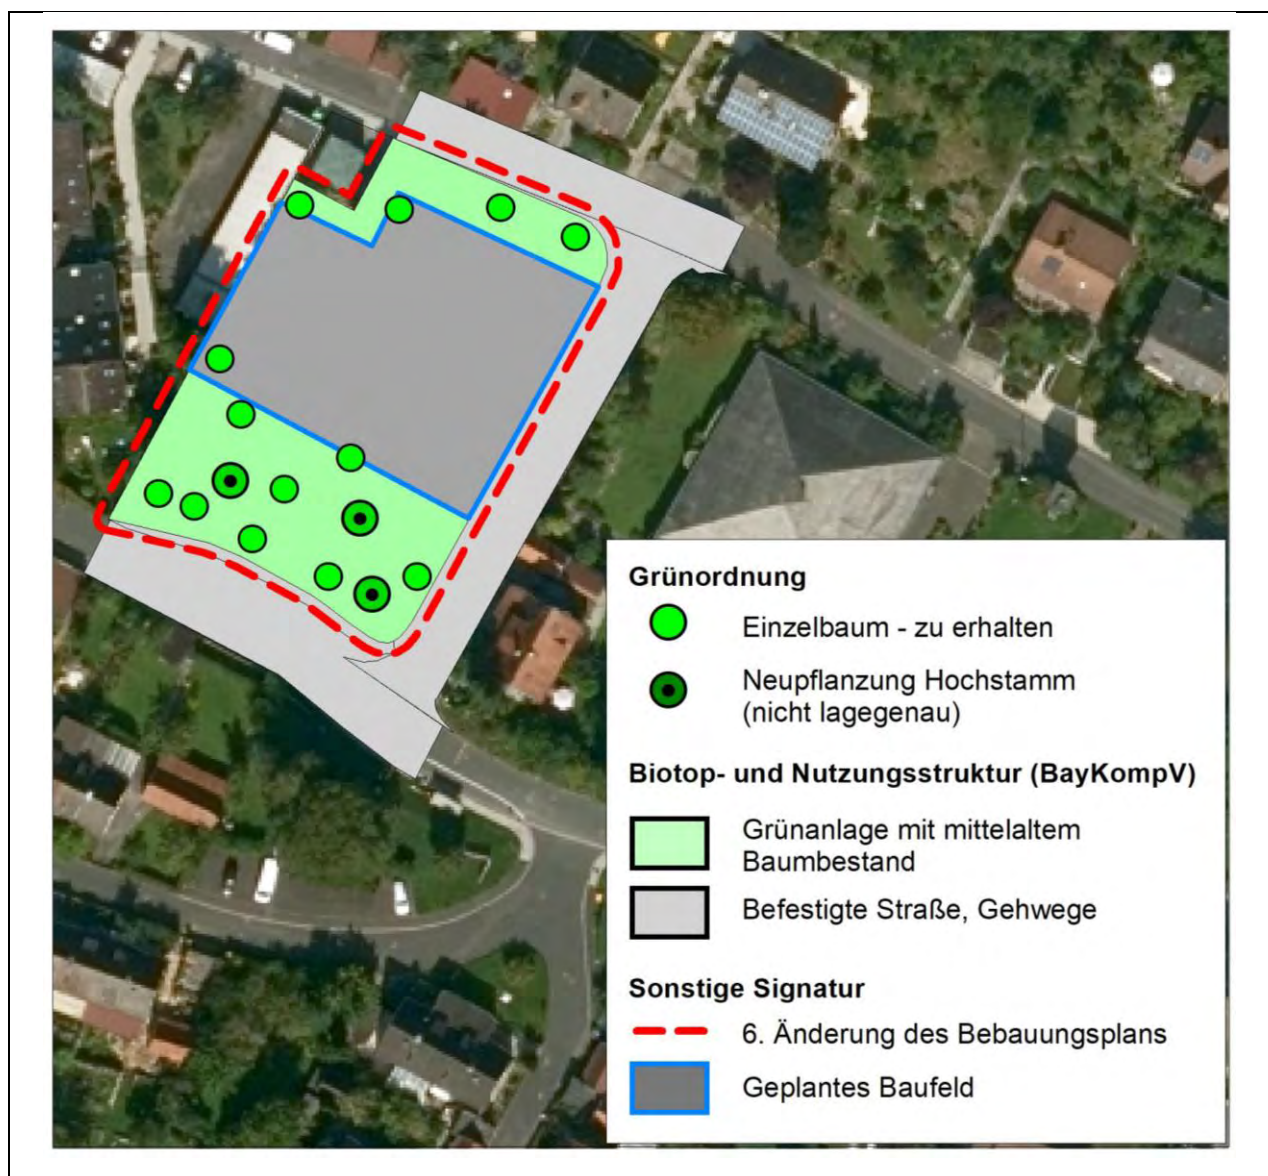 Grünordnung
Einzelbaum - zu erhalten
Neupflanzung Hochstamm
(nicht lagegenau)
Biotop- und Nutzungsstruktur (BayKompV)
Grünanlage mit mittelaltem
Baumbestand
Befestigte Straße, Gehwege
Sonstige Signatur
6. Änderung des Bebauungsplans
Geplantes Baufeld